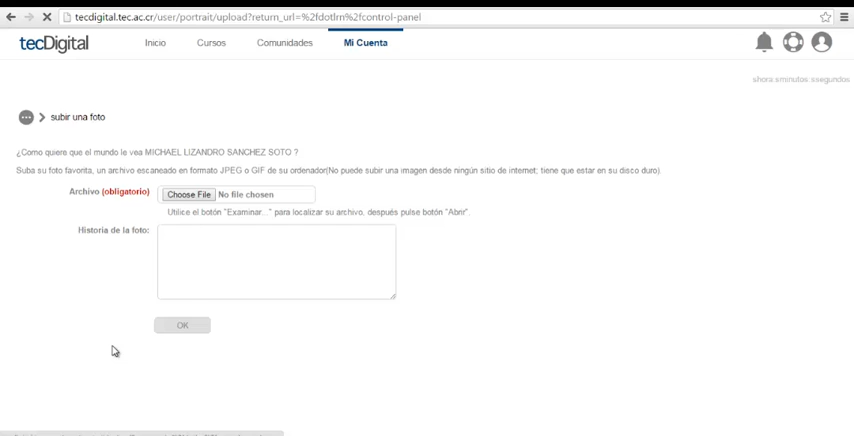 tecdigital.tec.ac.cr/user/portrait/upload?return_url=%2fdotlrn%2fcontrol-panel
tecDigital Inicio Cursos Comunidades Mi Cuenta
shora sminutos ssegundos
subir una foto
¿Como quiere que el mundo le vea MICHAEL LIZANDRO SANCHEZ SOTO ?
Suba su foto favorita, un archivo escaneado en formato JPEG o GIF de su ordenador(No puede subir una imagen desde ningún sitio de internet; tiene que estar en su disco duro)
Archivo (obligatorio) Choose File No file chosen
Utilice el botón "Examinar..." para localizar su archivo, después pulse botón "Abrir".
Historia de la foto:
OK